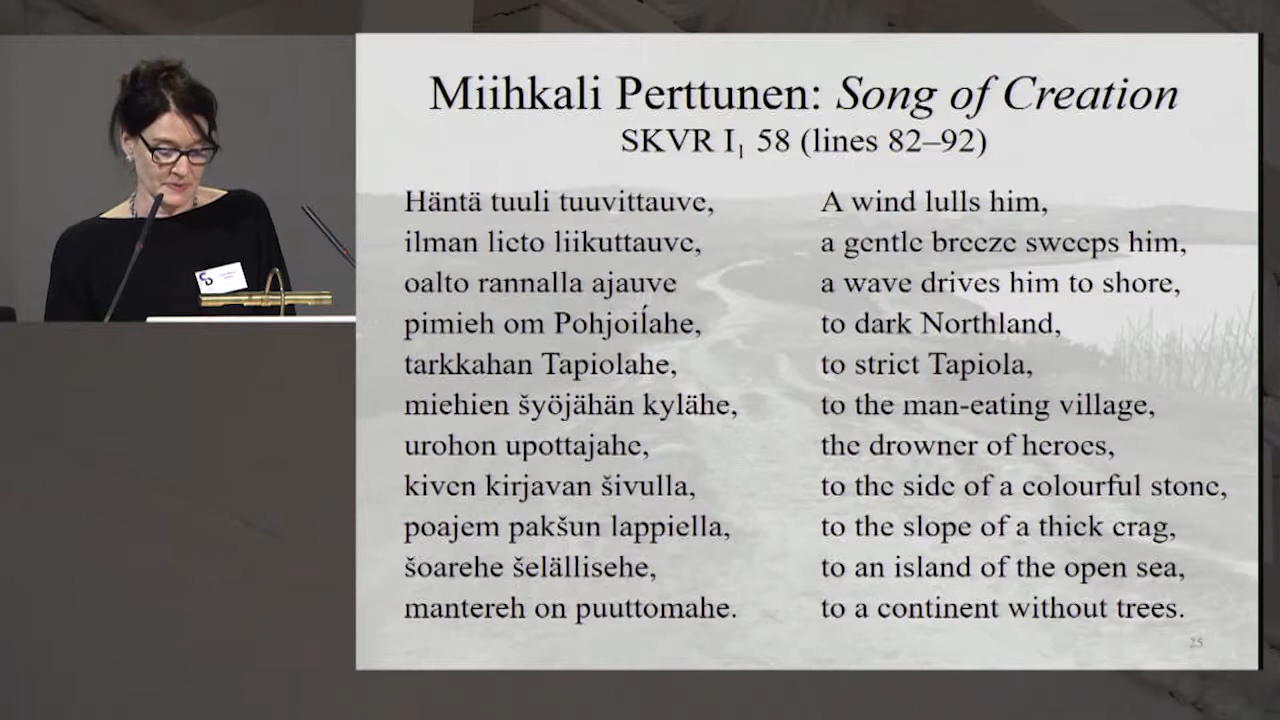 Miihkali Perttunen: Song of Creation
SKVR I₁ 58 (lines 82–92)
Häntä tuuli tuuvittauve,
ilman lieto liikuttauve,
oalto rannalla ajauve
pimieh om Pohjoiĺahe,
tarkkahan Tapiolahe,
miehien šyöjähän kylähe,
urohon upottajahe,
kiven kirjavan šivulla,
poajem pakšun lappiella,
šoarehe šelällisehe,
mantereh on puuttomahe.
A wind lulls him,
a gentle breeze sweeps him,
a wave drives him to shore,
to dark Northland,
to strict Tapiola,
to the man-eating village,
the drowner of heroes,
to the side of a colourful stone,
to the slope of a thick crag,
to an island of the open sea,
to a continent without trees.
25